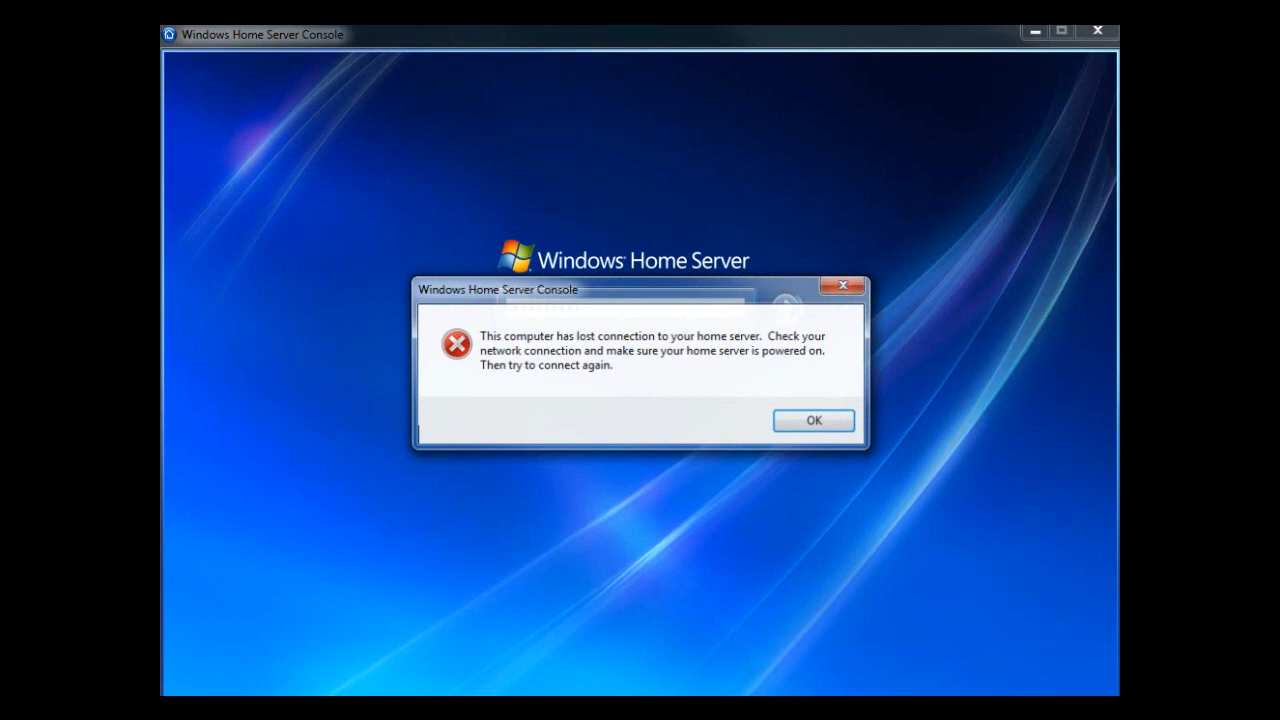 Windows Home Server Console
Windows Home Server
Windows Home Server Console
This computer has lost connection to your home server.  Check your
network connection and make sure your home server is powered on.
Then try to connect again.
OK